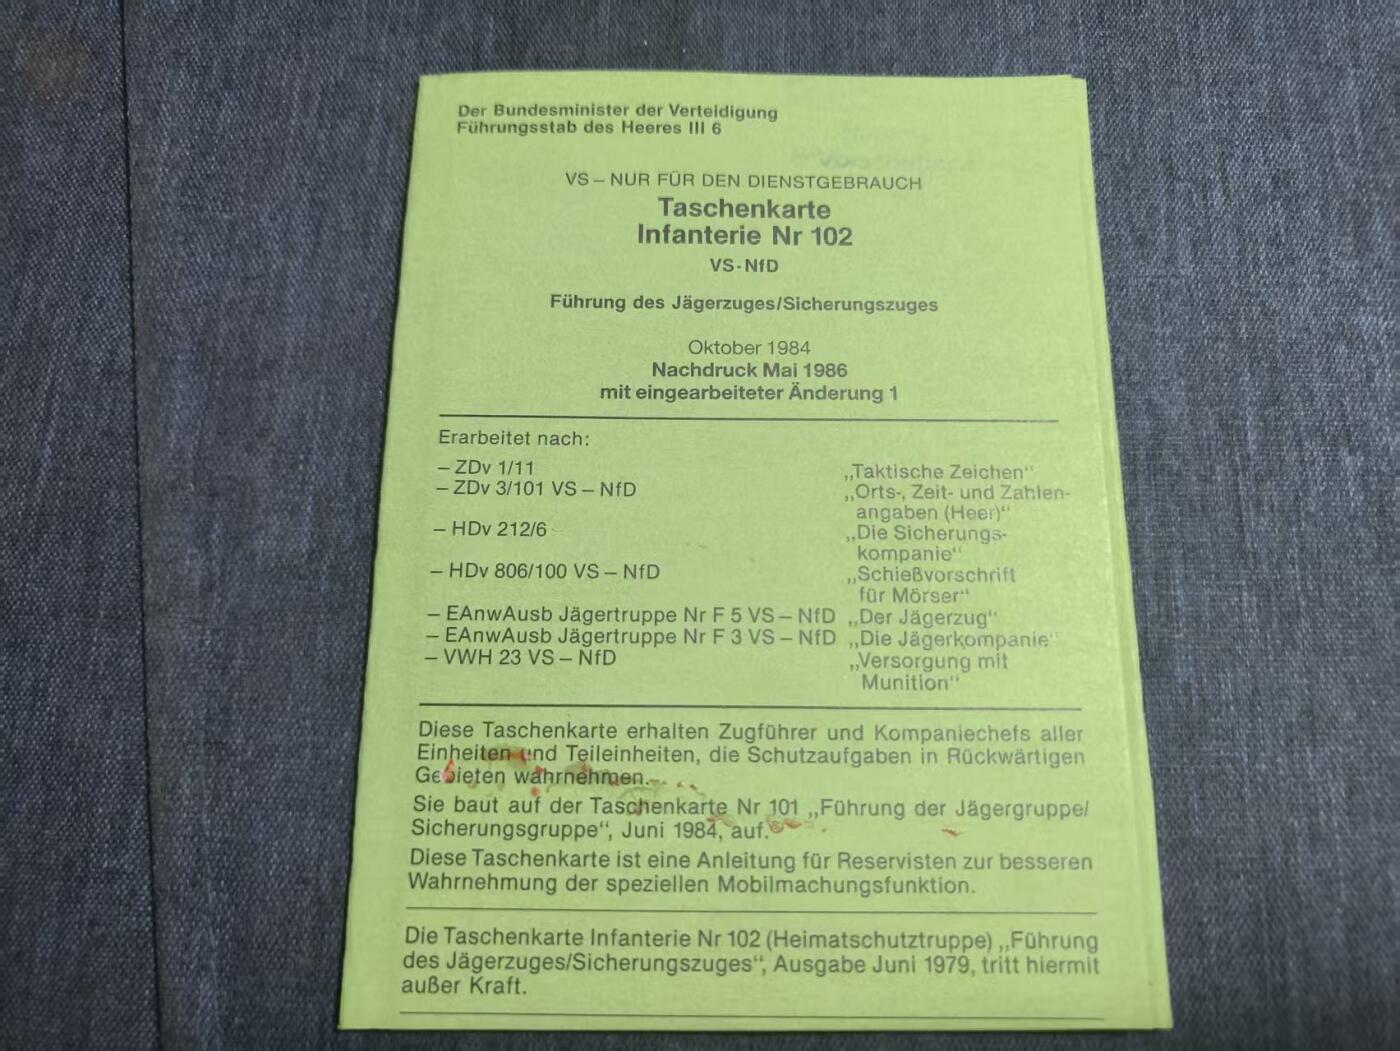 Der Bundesminister der Verteidigung
Führungsstab des Heeres III 6
VS – NUR FÜR DEN DIENSTGEBRAUCH
Taschenkarte
Infanterie Nr 102
VS-NfD
Führung des Jägerzuges/Sicherungszuges
Oktober 1984
Nachdruck Mai 1986
mit eingearbeiteter Änderung 1
Erarbeitet nach:
– ZDv 1/11 „Taktische Zeichen“
– ZDv 3/101 VS – NfD „Orts-, Zeit- und Zahlen-
angaben (Heer)“
– HDv 212/6 „Die Sicherungs-
kompanie“
– HDv 806/100 VS – NfD „Schießvorschrift
für Mörser“
– EAnwAusb Jägertruppe Nr F 5 VS – NfD „Der Jägerzug“
– EAnwAusb Jägertruppe Nr F 3 VS – NfD „Die Jägerkompanie“
– VWH 23 VS – NfD „Versorgung mit
Munition“
Diese Taschenkarte erhalten Zugführer und Kompaniechefs aller
Einheiten und Teileinheiten, die Schutzaufgaben in Rückwärtigen
Gebieten wahrnehmen.
Sie baut auf der Taschenkarte Nr 101 „Führung der Jägergruppe/
Sicherungsgruppe“, Juni 1984, auf.
Diese Taschenkarte ist eine Anleitung für Reservisten zur besseren
Wahrnehmung der speziellen Mobilmachungsfunktion.
Die Taschenkarte Infanterie Nr 102 (Heimatschutztruppe) „Führung
des Jägerzuges/Sicherungszuges“, Ausgabe Juni 1979, tritt hiermit
außer Kraft.